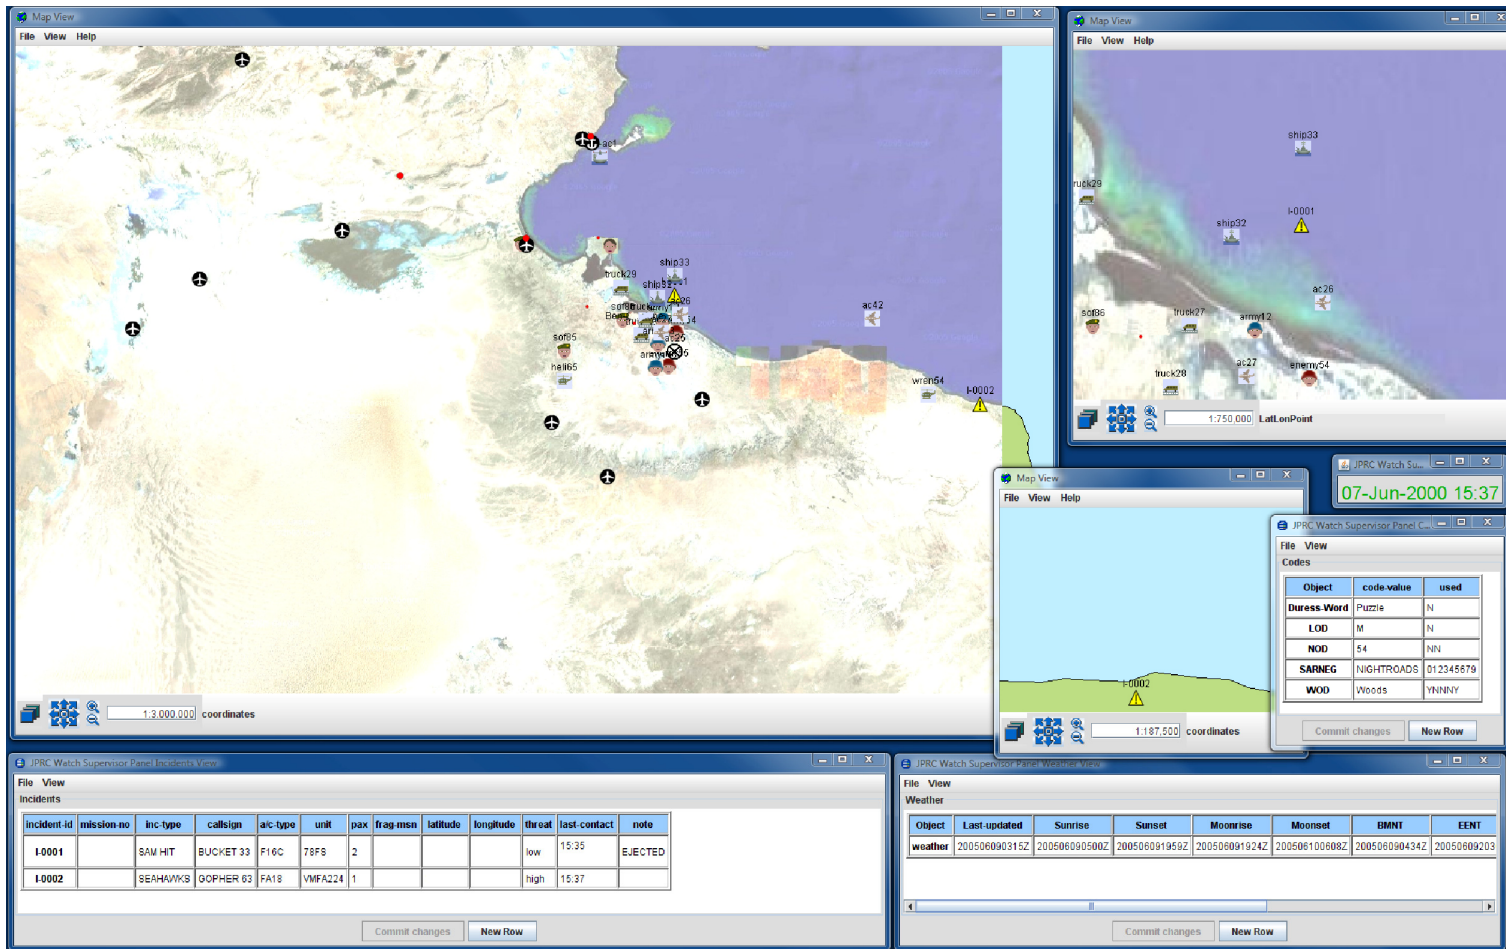 Map View
File View Help
ac1
ship33
truck29
ship32
ac42
sof85
heli65
wren54
I-0002
1:3,000,000 coordinates
Map View
File View Help
ship33
ruck29
I-0001
ship32
ac26
sof86
truck27
army12
ac27
enemy54
truck28
1:750,000 LatLonPoint
JPRC Watch Su...
07-Jun-2000 15:37
Map View
File View Help
I-0002
1:187,500 coordinates
JPRC Watch Supervisor Panel C...
File View
Codes
Object code-value used
Duress-Word Puzzle N
LOD M N
NOD 54 NN
SARNEG NIGHTROADS 012345679
WOD Woods YNNNY
Commit changes New Row
JPRC Watch Supervisor Panel Incidents View
File View
Incidents
incident-id mission-no inc-type callsign a/c-type unit pax frag-msn latitude longitude threat last-contact note
I-0001 SAM HIT BUCKET 33 F16C 78FS 2 low 15:35 EJECTED
I-0002 SEAHAWKS GOPHER 63 FA18 VMFA224 1 high 15:37
Commit changes New Row
JPRC Watch Supervisor Panel Weather View
File View
Weather
Object Last-updated Sunrise Sunset Moonrise Moonset BMNT EENT
weather 200506090315Z 200506090500Z 200506091959Z 200506091924Z 200506100608Z 200506090434Z 20050609203
Commit changes New Row